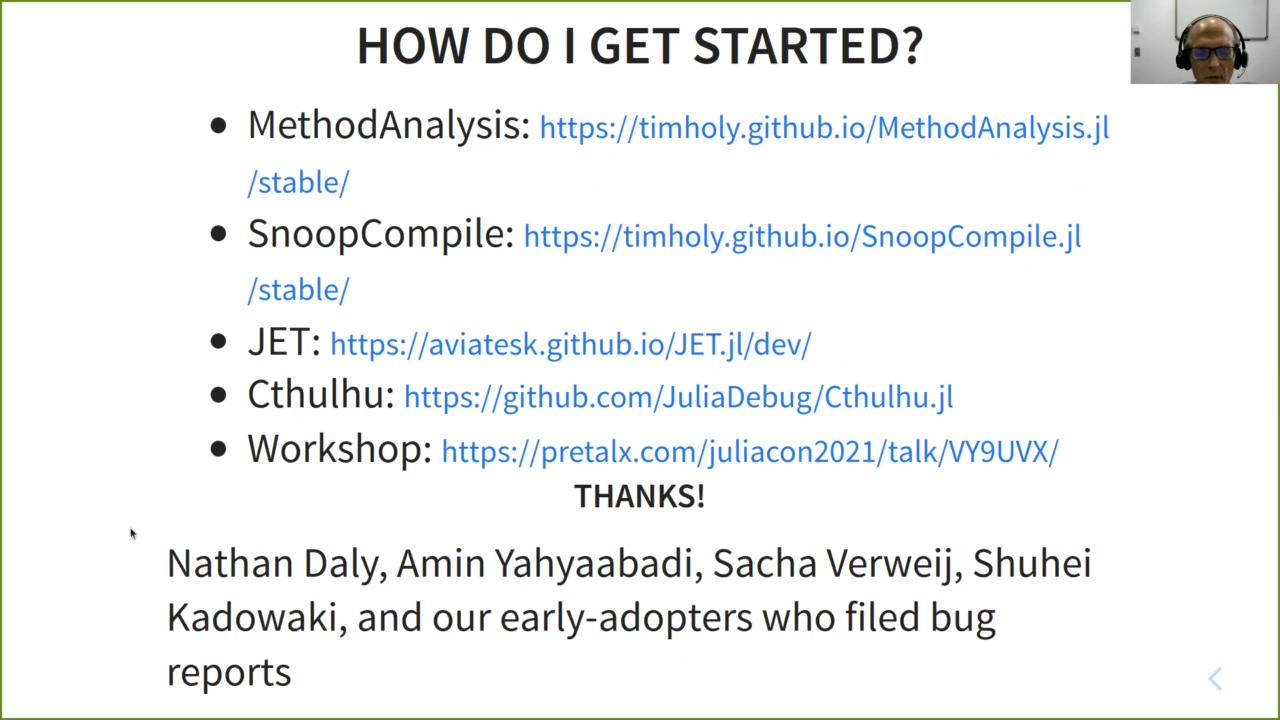 HOW DO I GET STARTED?
MethodAnalysis: https://timholy.github.io/MethodAnalysis.jl
/stable/
SnoopCompile: https://timholy.github.io/SnoopCompile.jl
/stable/
JET: https://aviatesk.github.io/JET.jl/dev/
Cthulhu: https://github.com/JuliaDebug/Cthulhu.jl
Workshop: https://pretalx.com/juliacon2021/talk/VY9UVX/
THANKS!
Nathan Daly, Amin Yahyaabadi, Sacha Verweij, Shuhei
Kadowaki, and our early-adopters who filed bug
reports